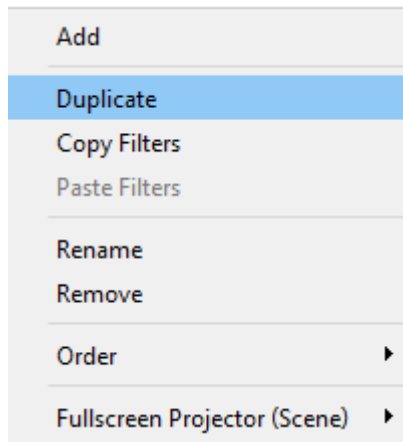 Add
Duplicate
Copy Filters
Paste Filters
Rename
Remove
Order
Fullscreen Projector (Scene)